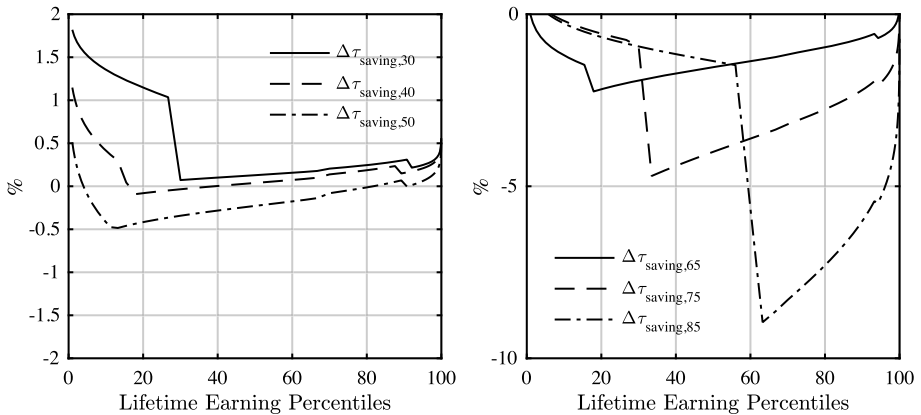 2
1.5
1
0.5
0
-0.5
-1
-1.5
-2
%
0 20 40 60 80 100
Lifetime Earning Percentiles
Δτsaving,30
Δτsaving,40
Δτsaving,50
0
-5
-10
%
0 20 40 60 80 100
Lifetime Earning Percentiles
Δτsaving,65
Δτsaving,75
Δτsaving,85